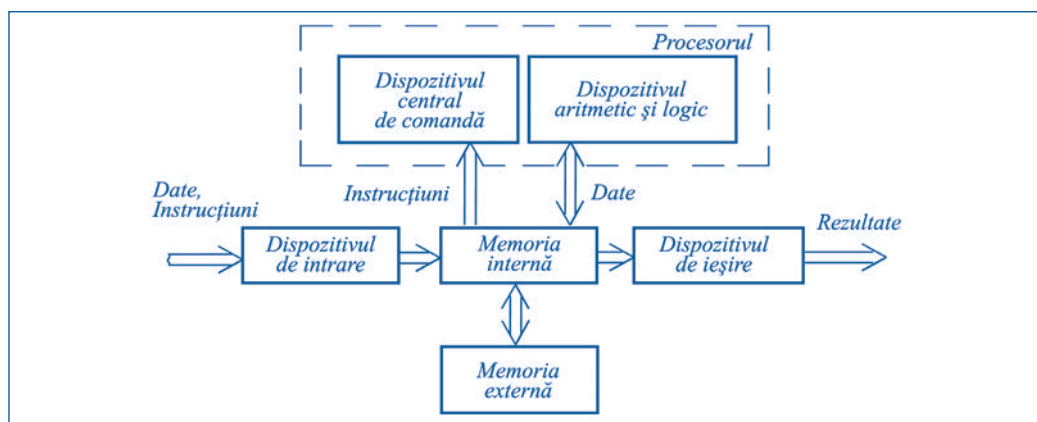 Procesorul
Dispozitivul
central
de comandă
Dispozitivul
aritmetic şi logic
Date,
Instrucţiuni
Instrucţiuni
Date
Rezultate
Dispozitivul
de intrare
Memoria
internă
Dispozitivul
de ieşire
Memoria
externă